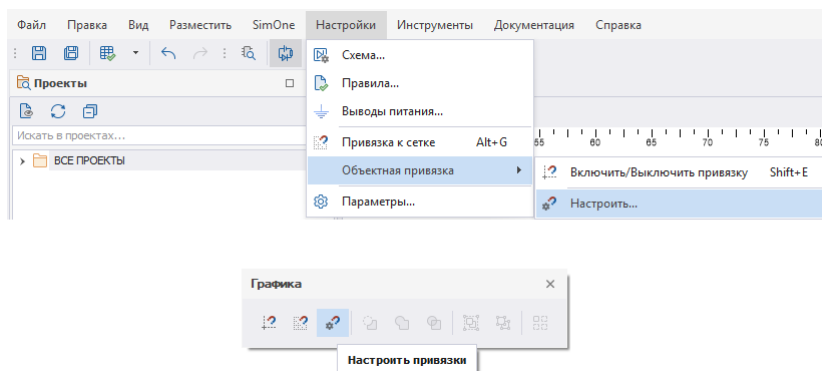 Файл Правка Вид Разместить SimOne Настройки Инструменты Документация Справка
Схема...
Проекты
Правила...
Выводы питания...
Искать в проектах...
Привязка к сетке Alt+G
55 60 65 70 75 80
ВСЕ ПРОЕКТЫ
Объектная привязка
Включить/Выключить привязку Shift+E
Параметры...
Настроить...
Графика
Настроить привязки